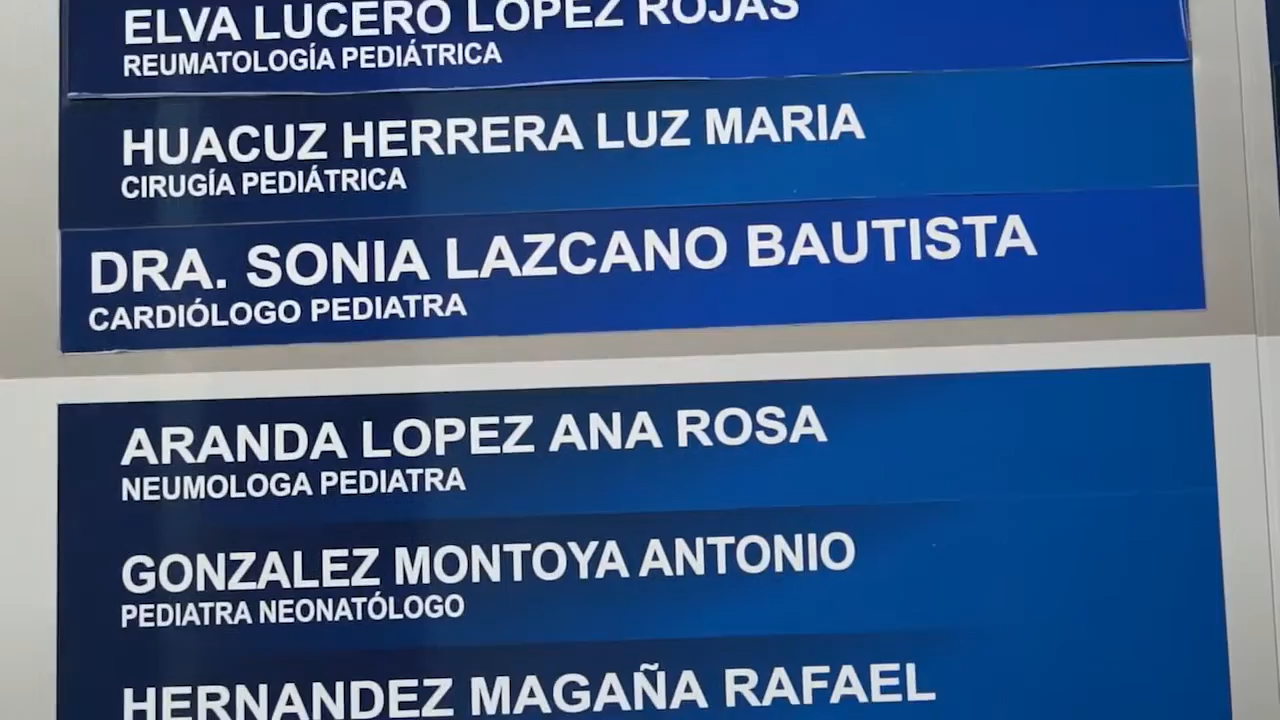 ELVA LUCERO LOPEZ ROJAS
REUMATOLOGÍA PEDIÁTRICA
HUACUZ HERRERA LUZ MARIA
CIRUGÍA PEDIÁTRICA
DRA. SONIA LAZCANO BAUTISTA
CARDIÓLOGO PEDIATRA
ARANDA LOPEZ ANA ROSA
NEUMOLOGA PEDIATRA
GONZALEZ MONTOYA ANTONIO
PEDIATRA NEONATÓLOGO
HERNANDEZ MAGAÑA RAFAEL